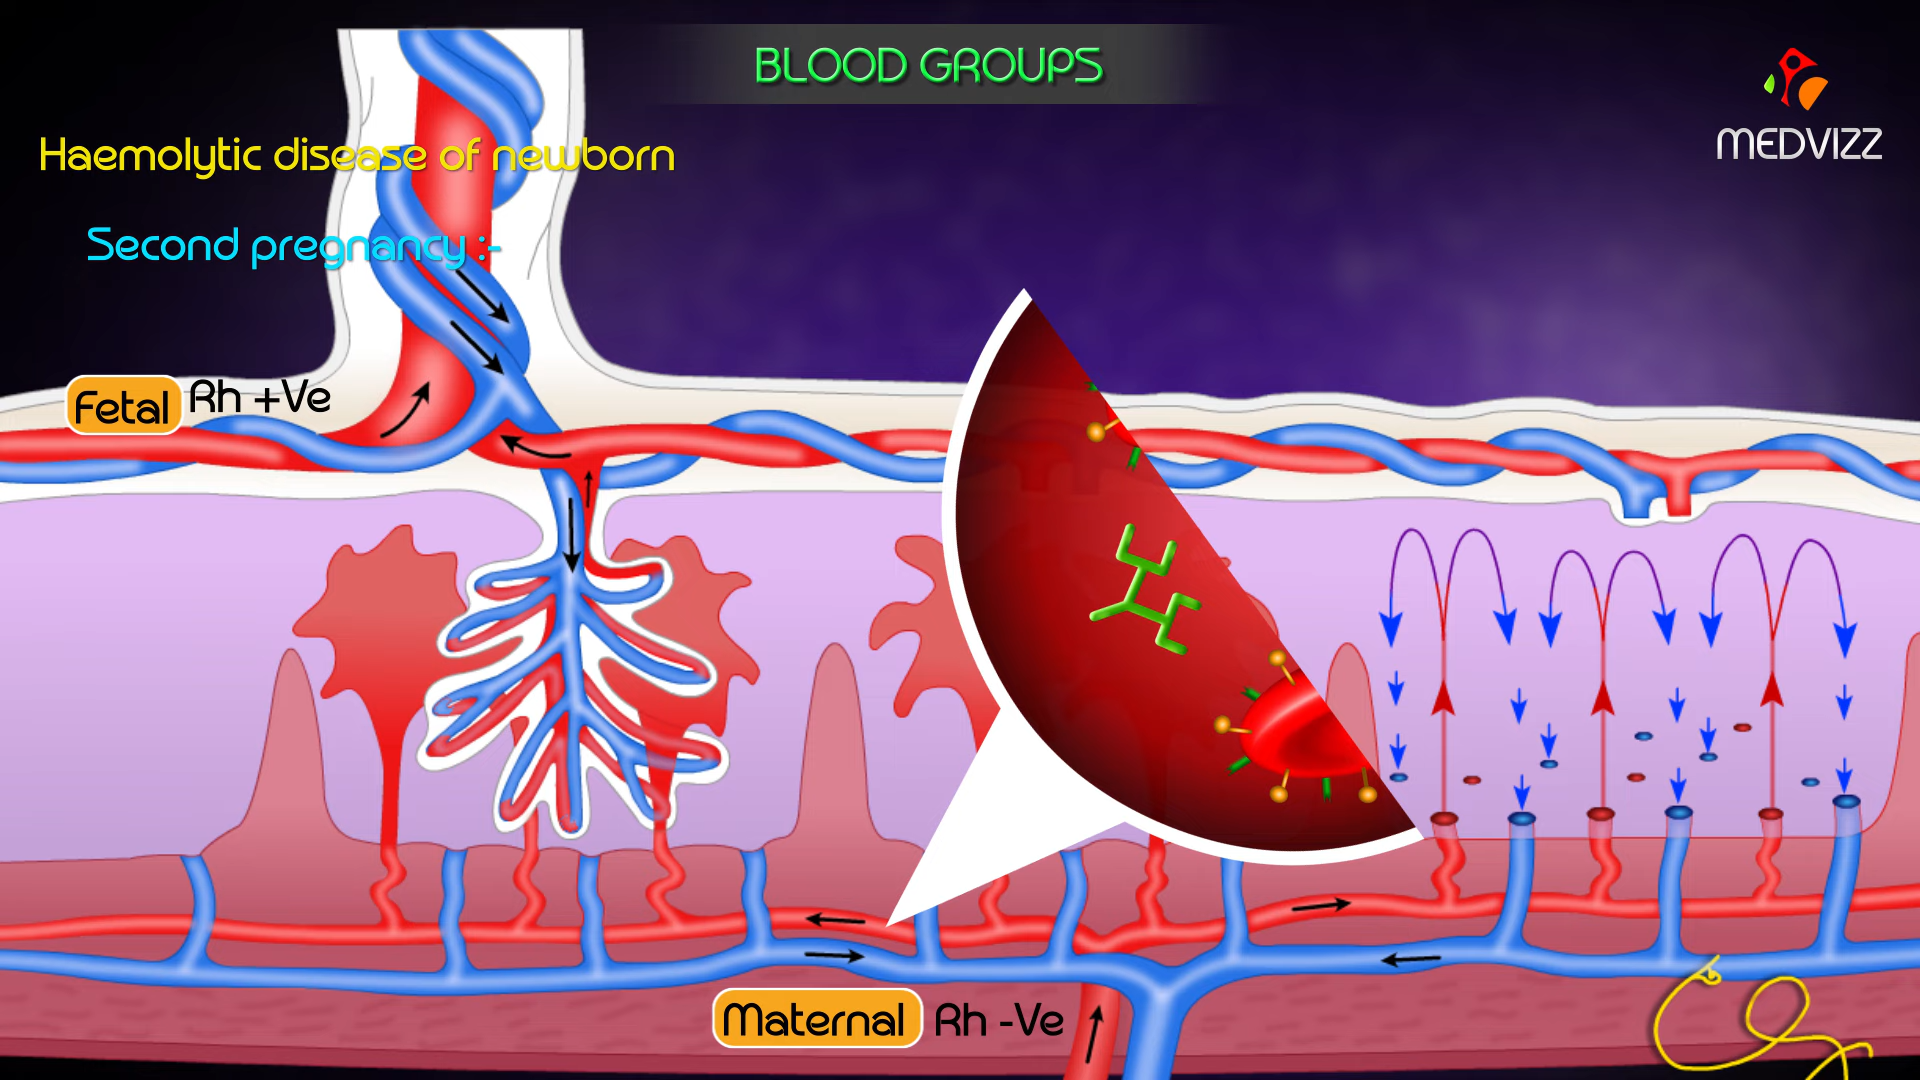 BLOOD GROUPS
MEDVIZZ
Haemolytic disease of newborn
Second pregnancy :-
Fetal Rh +Ve
Maternal Rh -Ve